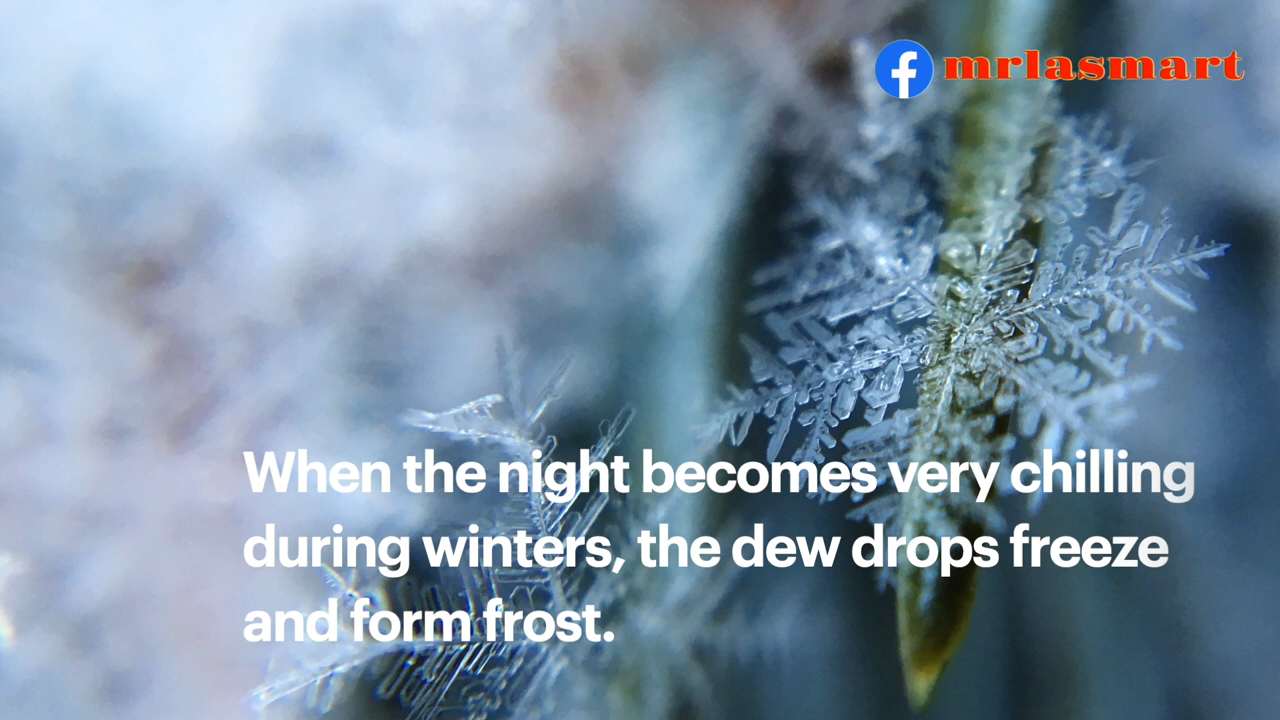 mrlasmart
When the night becomes very chilling
during winters, the dew drops freeze
and form frost.